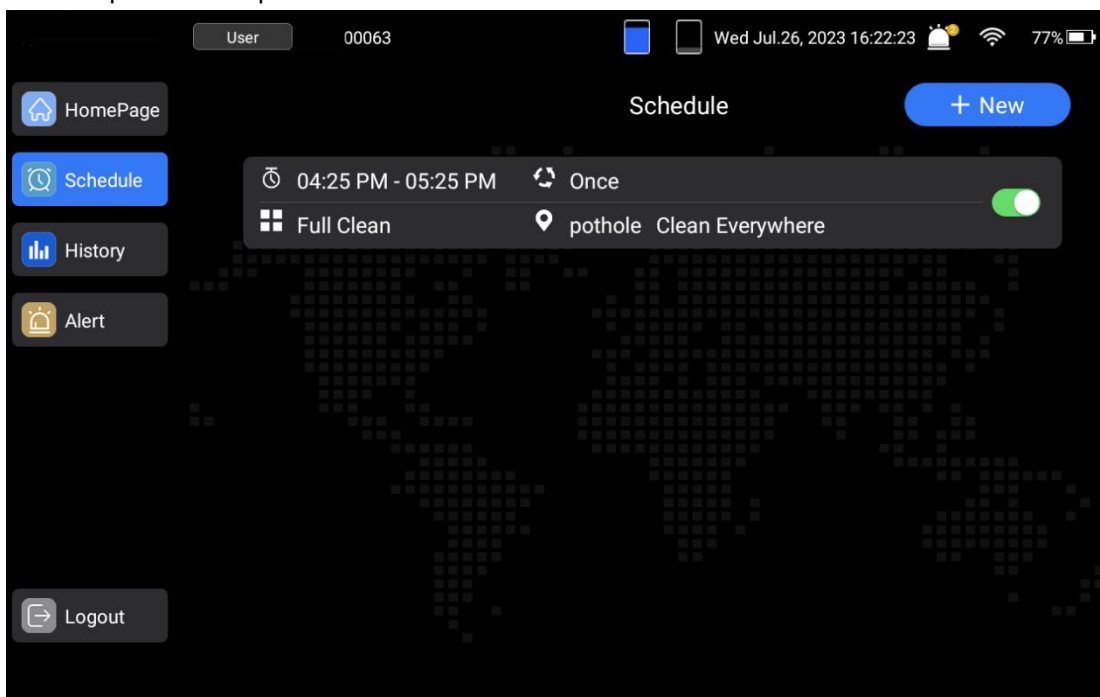 User 00063 Wed Jul.26, 2023 16:22:23 2 77%
HomePage
Schedule
+ New
Schedule
04:25 PM - 05:25 PM Once
Full Clean pothole Clean Everywhere
History
Alert
Logout